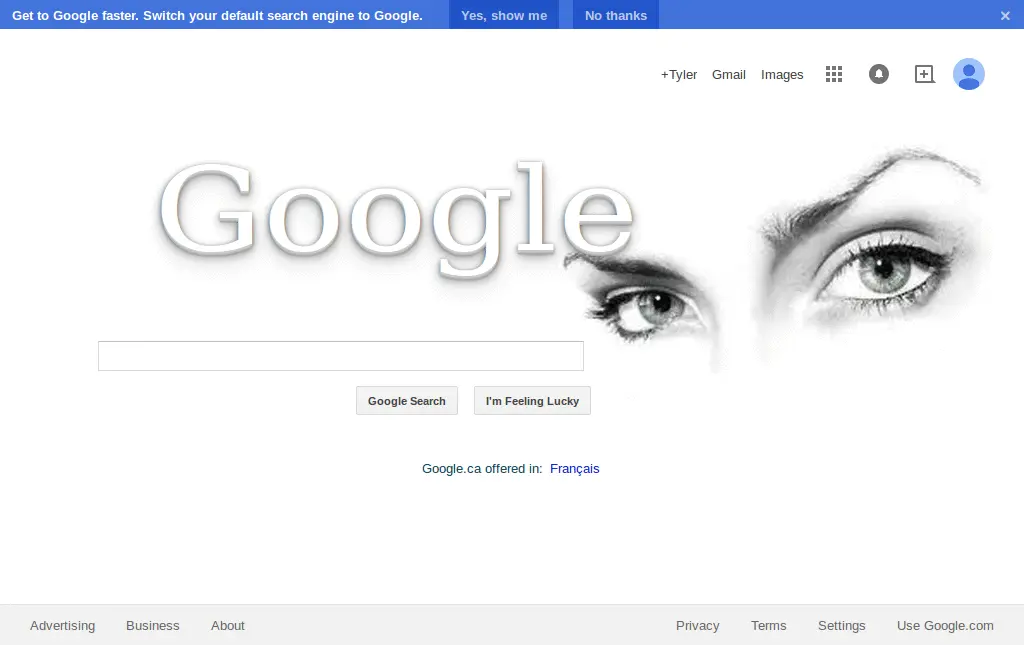 Get to Google faster. Switch your default search engine to Google. Yes, show me No thanks
+Tyler Gmail Images
Google
Google Search I'm Feeling Lucky
Google.ca offered in: Français
Advertising Business About Privacy Terms Settings Use Google.com